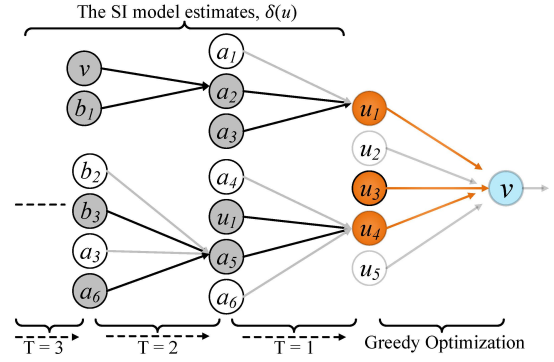 The SI model estimates, δ(u)
v
b1
b2
b3
a3
a6
a1
a2
a3
a4
u1
a5
a6
u1
u2
u3
u4
u5
v
T = 3
T = 2
T = 1
Greedy Optimization